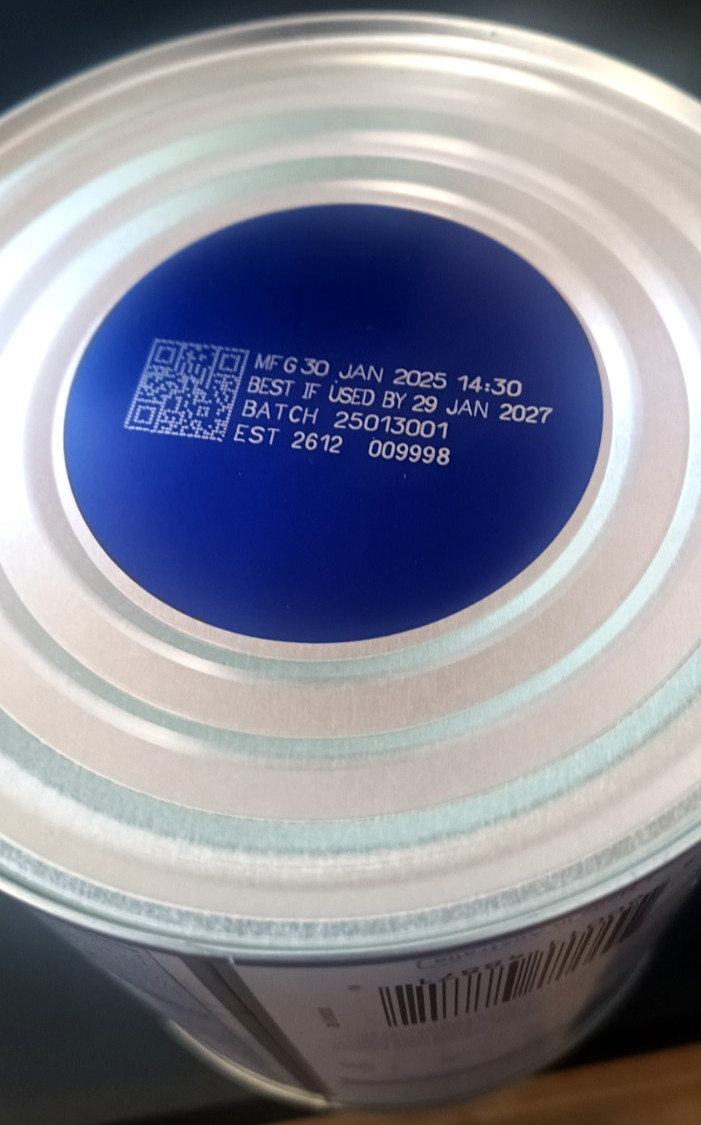 MFG 30 JAN 2025 14:30
BEST IF USED BY 29 JAN 2027
BATCH 25013001
EST 2612 009998